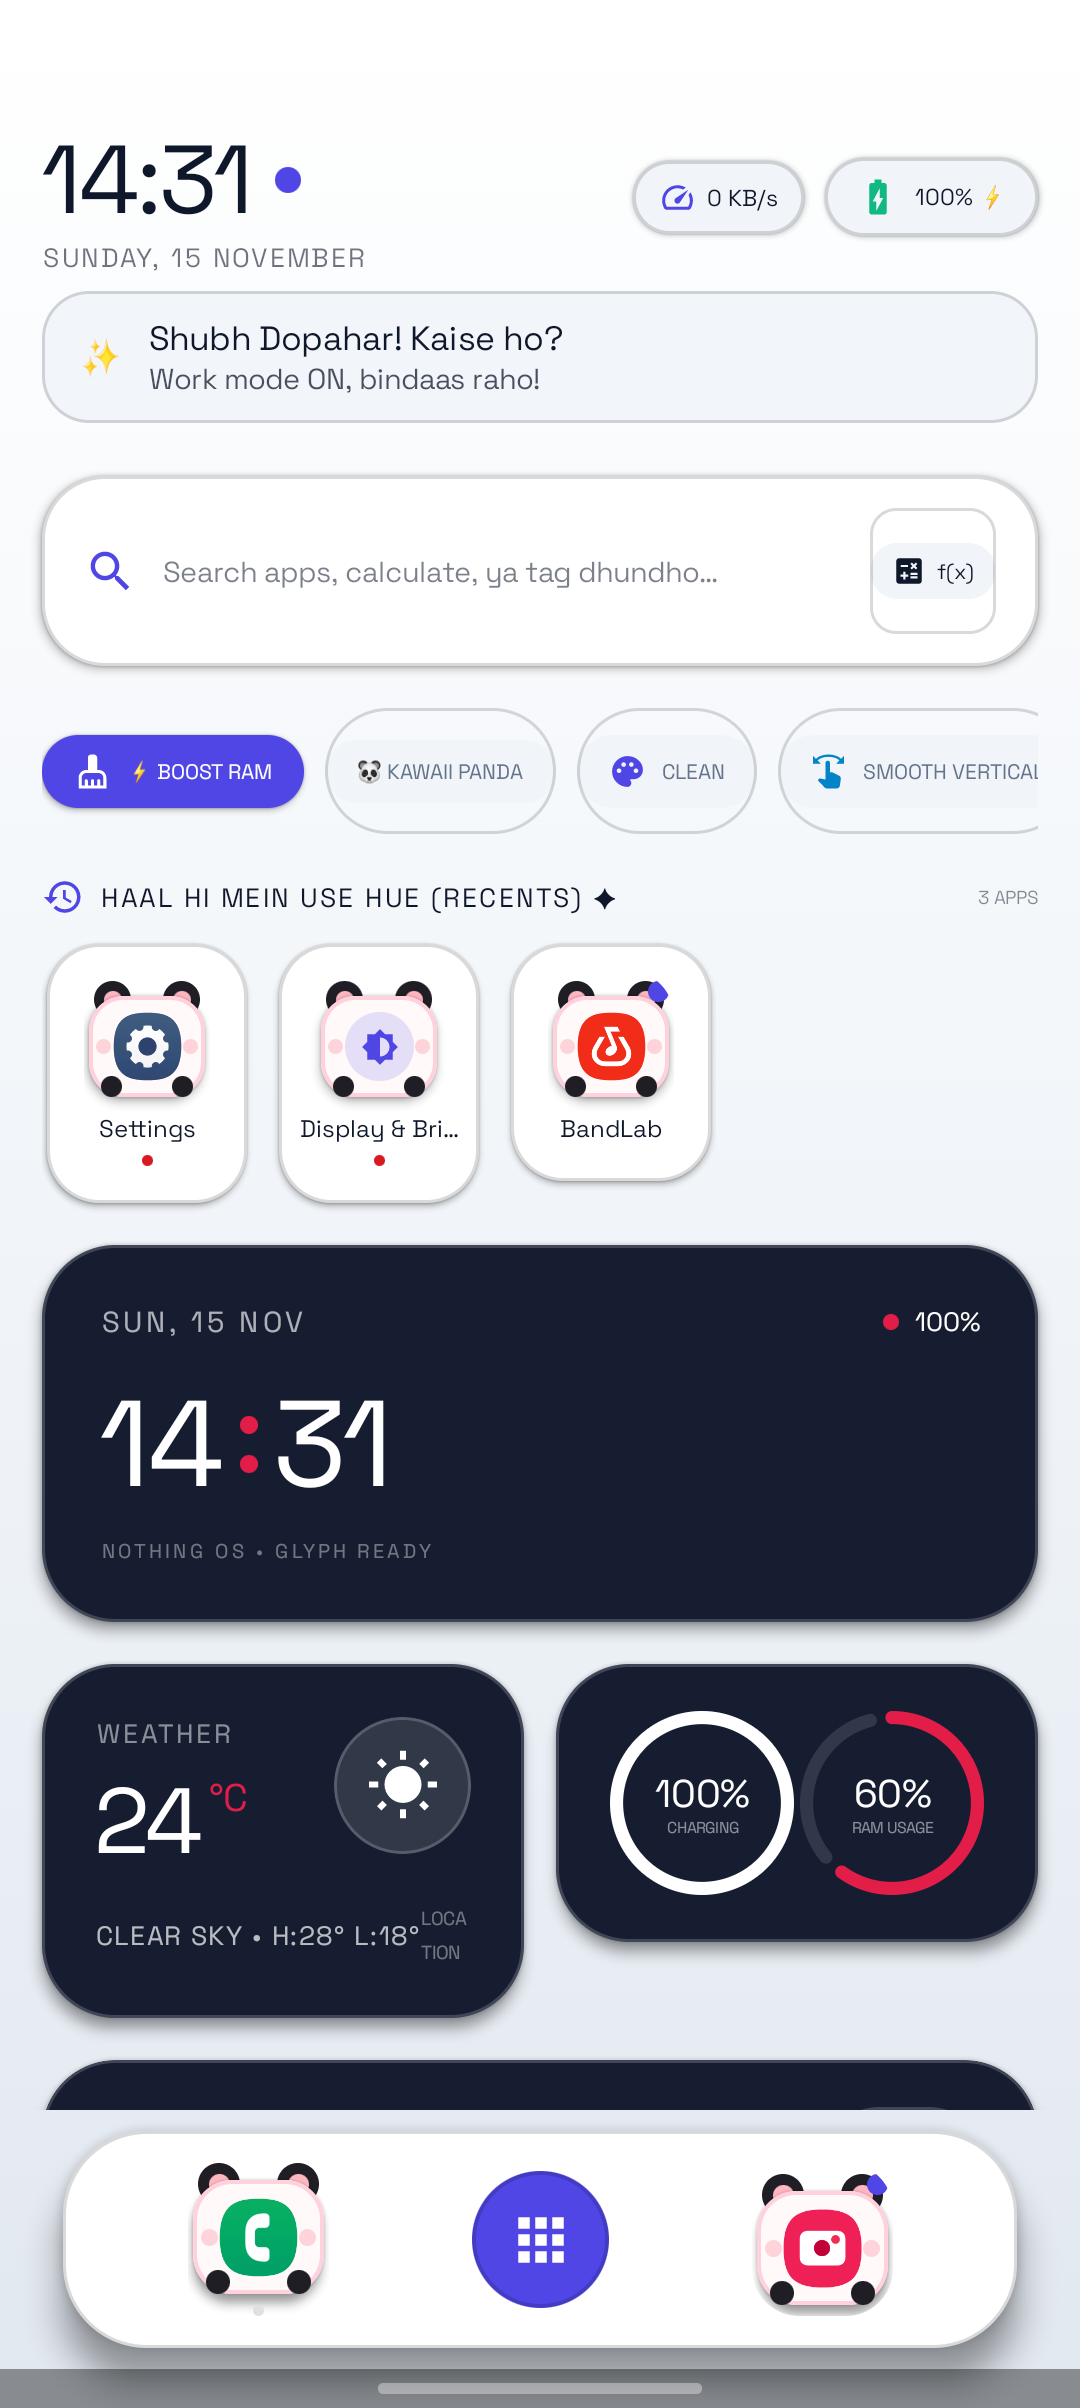 14:31
0 KB/s
100%
SUNDAY, 15 NOVEMBER
Shubh Dopahar! Kaise ho?
Work mode ON, bindaas raho!
Search apps, calculate, ya tag dhundho...
f(x)
BOOST RAM
KAWAII PANDA
CLEAN
SMOOTH VERTICAL
HAAL HI MEIN USE HUE (RECENTS)
3 APPS
Settings
Display & Bri...
BandLab
SUN, 15 NOV
100%
14:31
NOTHING OS • GLYPH READY
WEATHER
24 °C
CLEAR SKY • H:28° L:18°
LOCA
TION
100%
CHARGING
60%
RAM USAGE